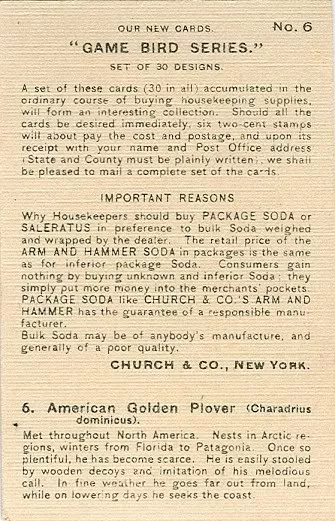 OUR NEW CARDS.
No. 6
"GAME BIRD SERIES."
SET OF 30 DESIGNS.
A set of these cards (30 in all) accumulated in the
ordinary course of buying housekeeping supplies,
will form an interesting collection. Should all the
cards be desired immediately, six two-cent stamps
will about pay the cost and postage, and upon its
receipt with your name and Post Office address
(State and County must be plainly written), we shall
be pleased to mail a complete set of the cards.
IMPORTANT REASONS
Why Housekeepers should buy PACKAGE SODA or
SALERATUS in preference to bulk Soda weighed
and wrapped by the dealer. The retail price of the
ARM AND HAMMER SODA in packages is the same
as for inferior package Soda. Consumers gain
nothing by buying unknown and inferior Soda; they
simply put more money into the merchants' pockets.
PACKAGE SODA like CHURCH & CO.'S ARM AND
HAMMER has the guarantee of a responsible manu-
facturer.
Bulk Soda may be of anybody's manufacture, and
generally of a poor quality.
CHURCH & CO., NEW YORK.
6. American Golden Plover (Charadrius
dominicus).
Met throughout North America. Nests in Arctic re-
gions, winters from Florida to Patagonia. Once so
plentiful, he has become scarce. He is easily fooled
by wooden decoys and imitation of his melodious
call. In fine weather he goes far out from land,
while on lowering days he seeks the coast.